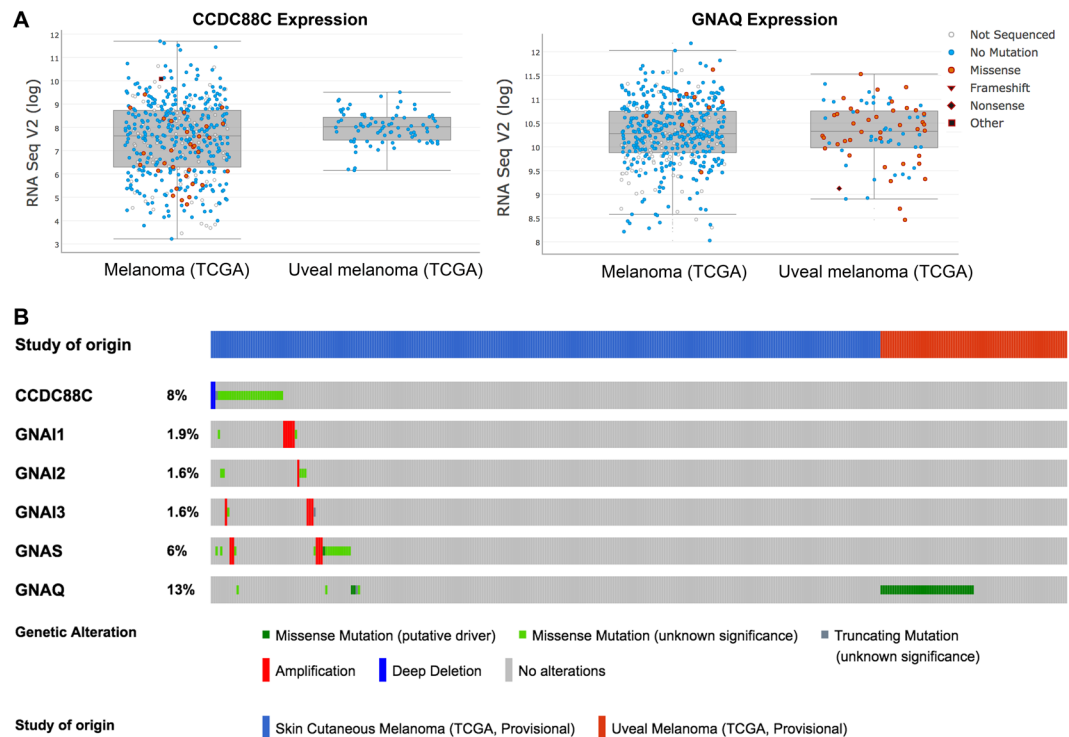 A
CCDC88C Expression
RNA Seq V2 (log)
12
11
10
9
8
7
6
5
4
3
Melanoma (TCGA)
Uveal melanoma (TCGA)
GNAQ Expression
RNA Seq V2 (log)
12
11.5
11
10.5
10
9.5
9
8.5
8
Melanoma (TCGA)
Uveal melanoma (TCGA)
Not Sequenced
No Mutation
Missense
Frameshift
Nonsense
Other
B
Study of origin
CCDC88C 8%
GNAI1 1.9%
GNAI2 1.6%
GNAI3 1.6%
GNAS 6%
GNAQ 13%
Genetic Alteration
Missense Mutation (putative driver)
Missense Mutation (unknown significance)
Truncating Mutation
(unknown significance)
Amplification
Deep Deletion
No alterations
Study of origin
Skin Cutaneous Melanoma (TCGA, Provisional)
Uveal Melanoma (TCGA, Provisional)